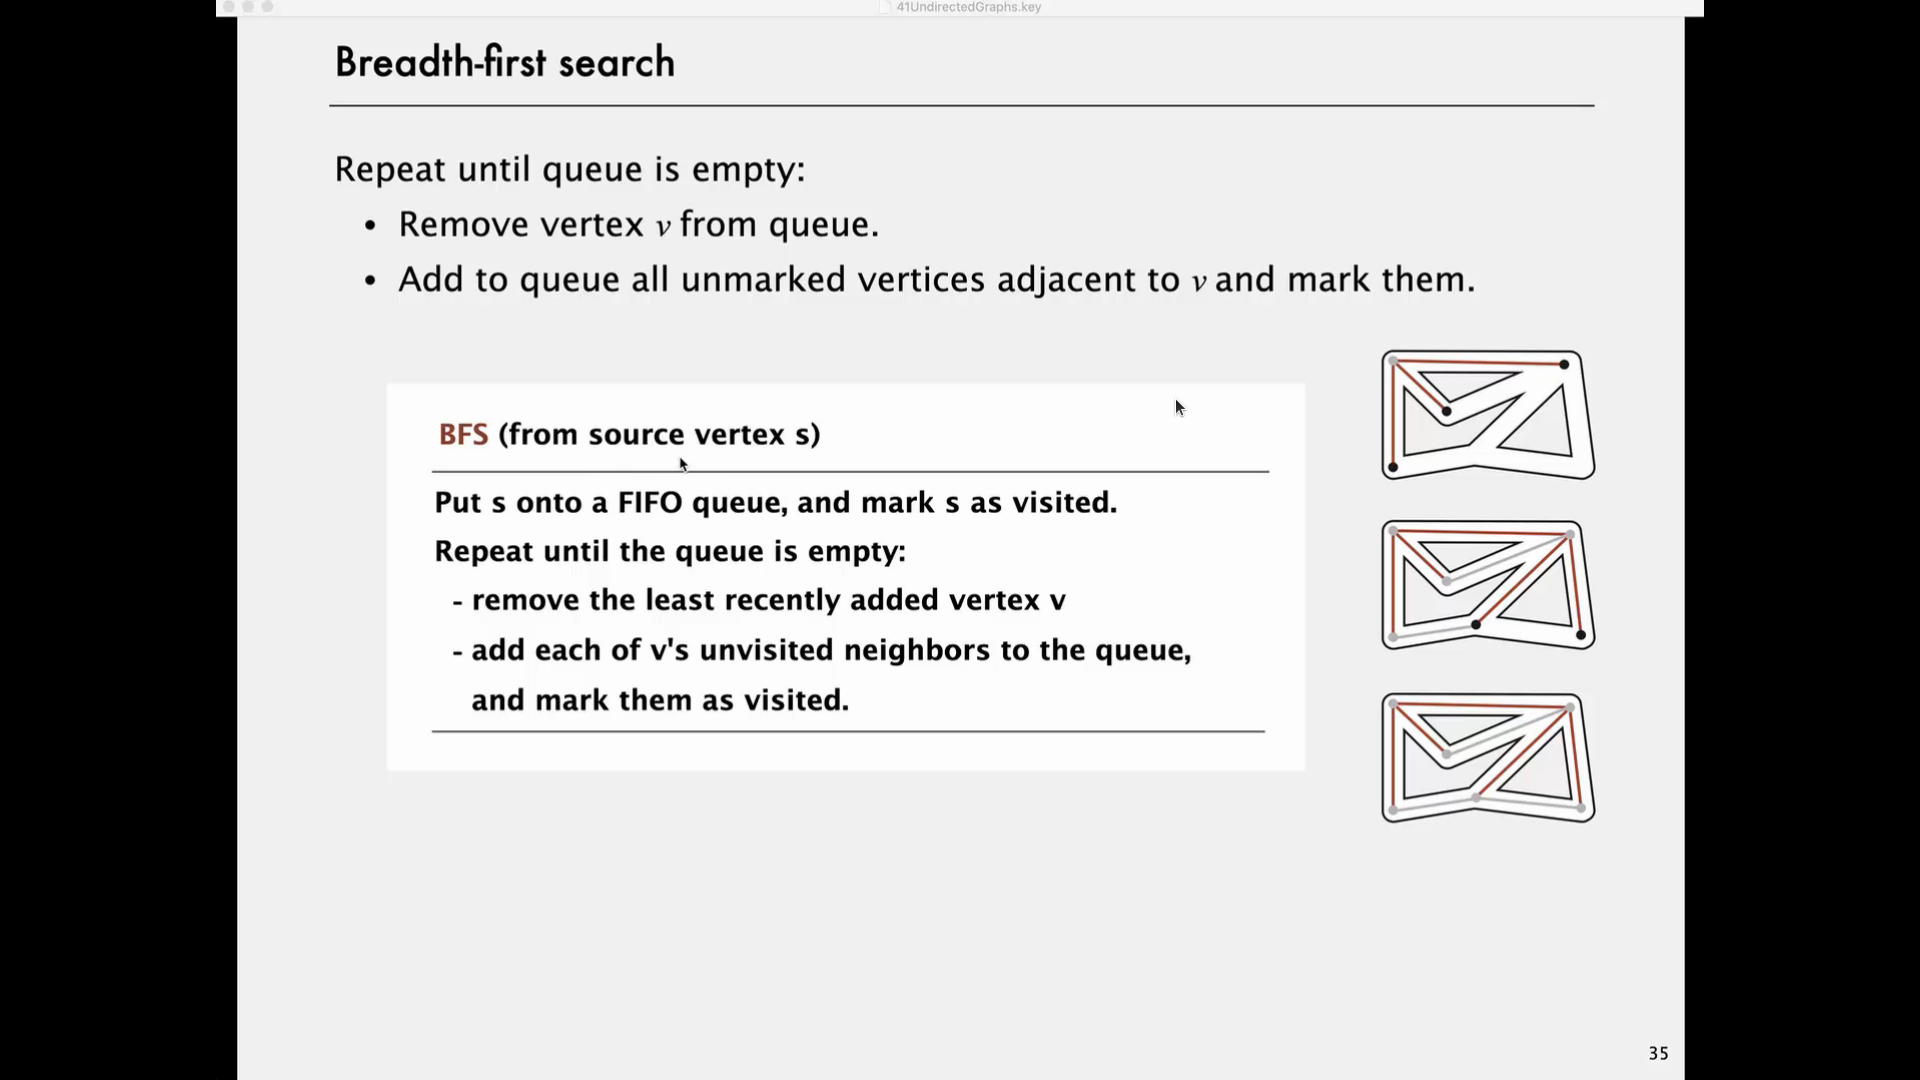 41UndirectedGraphs.key
Breadth-first search
Repeat until queue is empty:
• Remove vertex v from queue.
• Add to queue all unmarked vertices adjacent to v and mark them.
BFS (from source vertex s)
Put s onto a FIFO queue, and mark s as visited.
Repeat until the queue is empty:
- remove the least recently added vertex v
- add each of v's unvisited neighbors to the queue,
and mark them as visited.
35